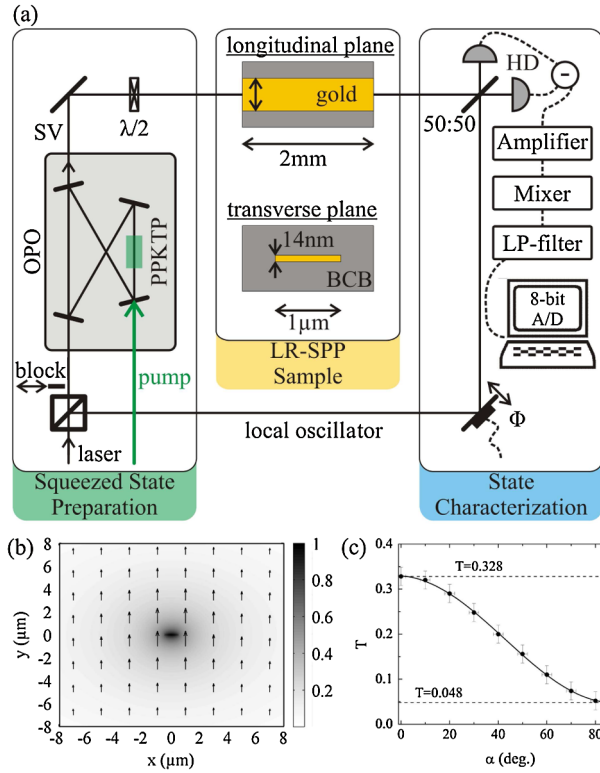 (a)
longitudinal plane
gold
2mm
HD
−
50:50
SV
λ/2
Amplifier
Mixer
LP-filter
8-bit
A/D
transverse plane
14nm
BCB
1μm
OPO
PPKTP
LR-SPP
Sample
block
pump
laser
local oscillator
Φ
Squeezed State
Preparation
State
Characterization
(b)
8
6
4
2
0
-2
-4
-6
-8
y (μm)
-8 -6 -4 -2 0 2 4 6 8
x (μm)
1
0.8
0.6
0.4
0.2
(c)
0.4
0.3
0.2
0.1
0.0
T
T=0.328
T=0.048
0 20 40 60 80
α (deg.)